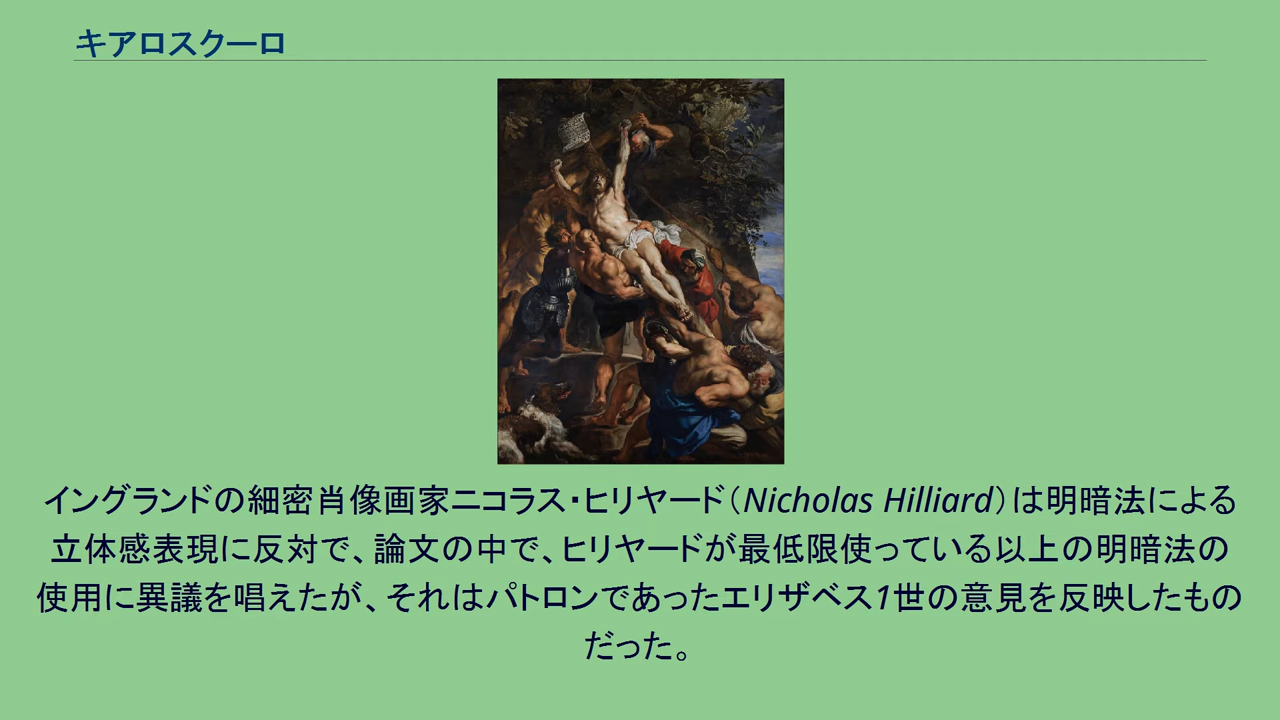 キアロスクーロ
イングランドの細密肖像画家ニコラス・ヒリヤード（Nicholas Hilliard）は明暗法による
立体感表現に反対で、論文の中で、ヒリヤードが最低限使っている以上の明暗法の
使用に異議を唱えたが、それはパトロンであったエリザベス1世の意見を反映したもの
だった。